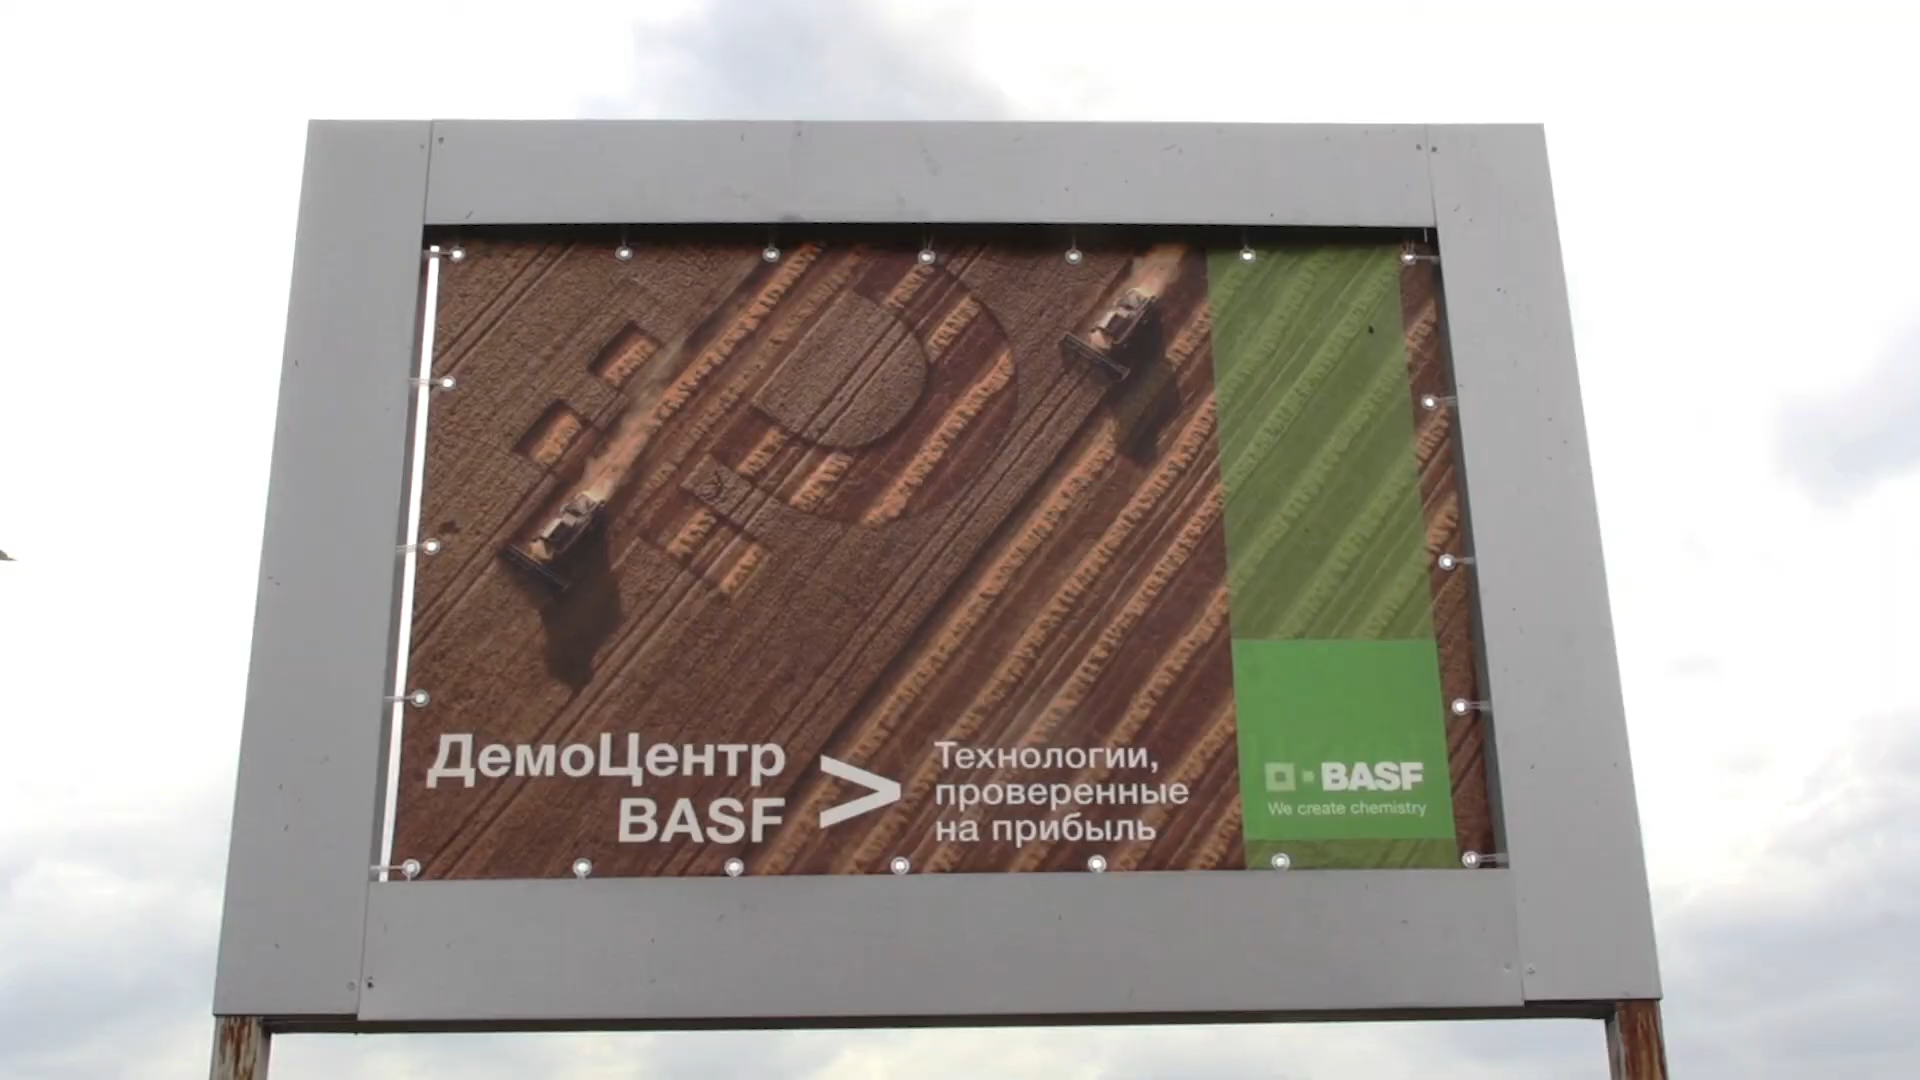 ДемоЦентр
BASF
>
Технологии,
проверенные
на прибыль
BASF
We create chemistry